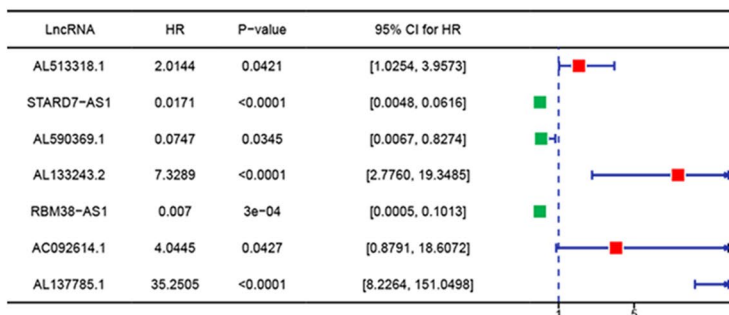 LncRNA HR P-value 95% CI for HR
AL513318.1 2.0144 0.0421 [1.0254, 3.9573]
STARD7-AS1 0.0171 <0.0001 [0.0048, 0.0616]
AL590369.1 0.0747 0.0345 [0.0067, 0.8274]
AL133243.2 7.3289 <0.0001 [2.7760, 19.3485]
RBM38-AS1 0.007 3e-04 [0.0005, 0.1013]
AC092614.1 4.0445 0.0427 [0.8791, 18.6072]
AL137785.1 35.2505 <0.0001 [8.2264, 151.0498]
1 5